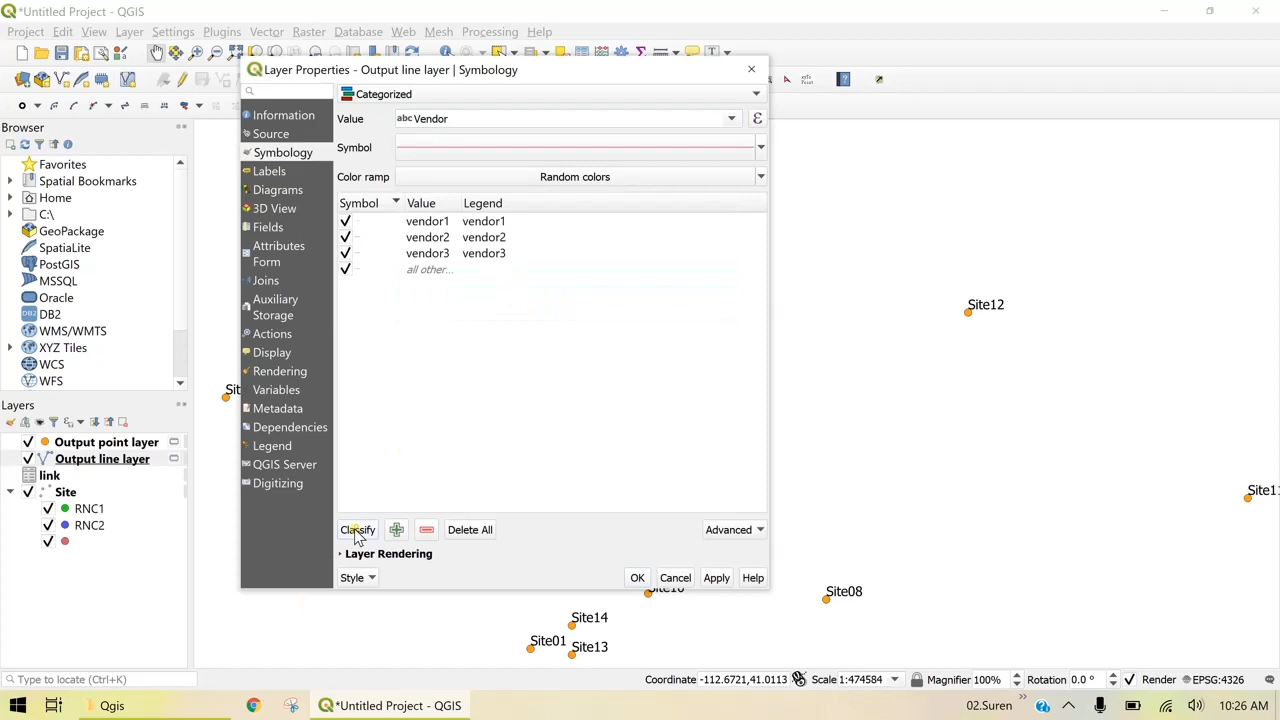 *Untitled Project - QGIS
Project Edit View Layer Settings Plugins Vector Raster Database Web Mesh Processing Help
Layer Properties - Output line layer | Symbology
Information
Source
Symbology
Labels
Diagrams
3D View
Fields
Attributes
Form
Joins
Auxiliary
Storage
Actions
Display
Rendering
Variables
Metadata
Dependencies
Legend
QGIS Server
Digitizing
Categorized
Value abc Vendor ε
Symbol
Color ramp Random colors
Symbol Value Legend
vendor1 vendor1
vendor2 vendor2
vendor3 vendor3
all other...
Classify Delete All Advanced
Layer Rendering
Style OK Cancel Apply Help
Browser
Favorites
Spatial Bookmarks
Home
C:\
GeoPackage
SpatiaLite
PostGIS
MSSQL
Oracle
DB2 DB2
WMS/WMTS
XYZ Tiles
WCS
WFS
Layers
Output point layer
Output line layer
link
Site
RNC1
RNC2
Site12
Site08
Site14
Site01
Site13
Type to locate (Ctrl+K)
Coordinate -112.6721,41.0113 Scale 1:474584 Magnifier 100% Rotation 0.0 ° Render EPSG:4326
Qgis
*Untitled Project - QGIS
02.Suren
10:26 AM